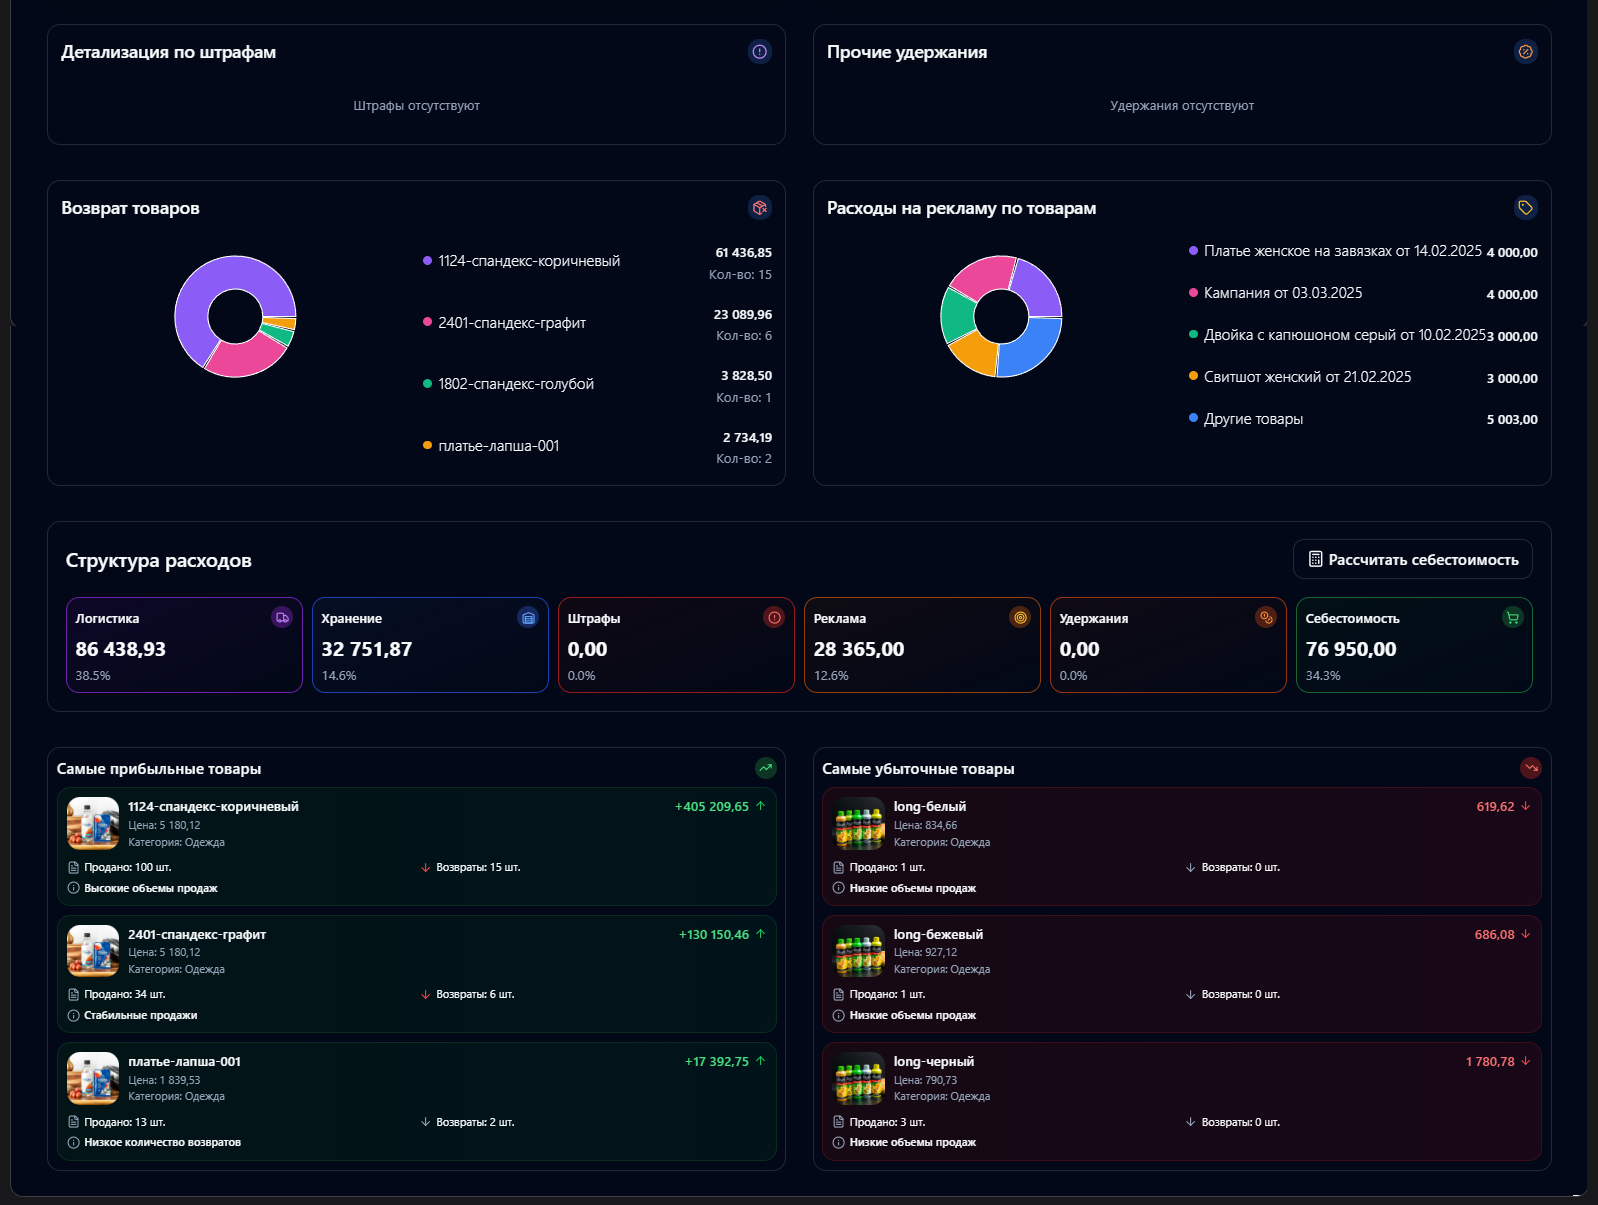 Детализация по штрафам
Штрафы отсутствуют
Прочие удержания
Удержания отсутствуют
Возврат товаров
1124-спандекс-коричневый
61 436,85
Кол-во: 15
2401-спандекс-графит
23 089,96
Кол-во: 6
1802-спандекс-голубой
3 828,50
Кол-во: 1
платье-лапша-001
2 734,19
Кол-во: 2
Расходы на рекламу по товарам
Платье женское на завязках от 14.02.2025 4 000,00
Кампания от 03.03.2025 4 000,00
Двойка с капюшоном серый от 10.02.2025 3 000,00
Свитшот женский от 21.02.2025 3 000,00
Другие товары 5 003,00
Структура расходов
Рассчитать себестоимость
Логистика
86 438,93
38.5%
Хранение
32 751,87
14.6%
Штрафы
0,00
0.0%
Реклама
28 365,00
12.6%
Удержания
0,00
0.0%
Себестоимость
76 950,00
34.3%
Самые прибыльные товары
1124-спандекс-коричневый +405 209,65
Цена: 5 180,12
Категория: Одежда
Продано: 100 шт. Возвраты: 15 шт.
Высокие объемы продаж
2401-спандекс-графит +130 150,46
Цена: 5 180,12
Категория: Одежда
Продано: 34 шт. Возвраты: 6 шт.
Стабильные продажи
платье-лапша-001 +17 392,75
Цена: 1 839,53
Категория: Одежда
Продано: 13 шт. Возвраты: 2 шт.
Низкое количество возвратов
Самые убыточные товары
long-белый 619,62
Цена: 834,66
Категория: Одежда
Продано: 1 шт. Возвраты: 0 шт.
Низкие объемы продаж
long-бежевый 686,08
Цена: 927,12
Категория: Одежда
Продано: 1 шт. Возвраты: 0 шт.
Низкие объемы продаж
long-черный 1 780,78
Цена: 790,73
Категория: Одежда
Продано: 3 шт. Возвраты: 0 шт.
Низкие объемы продаж